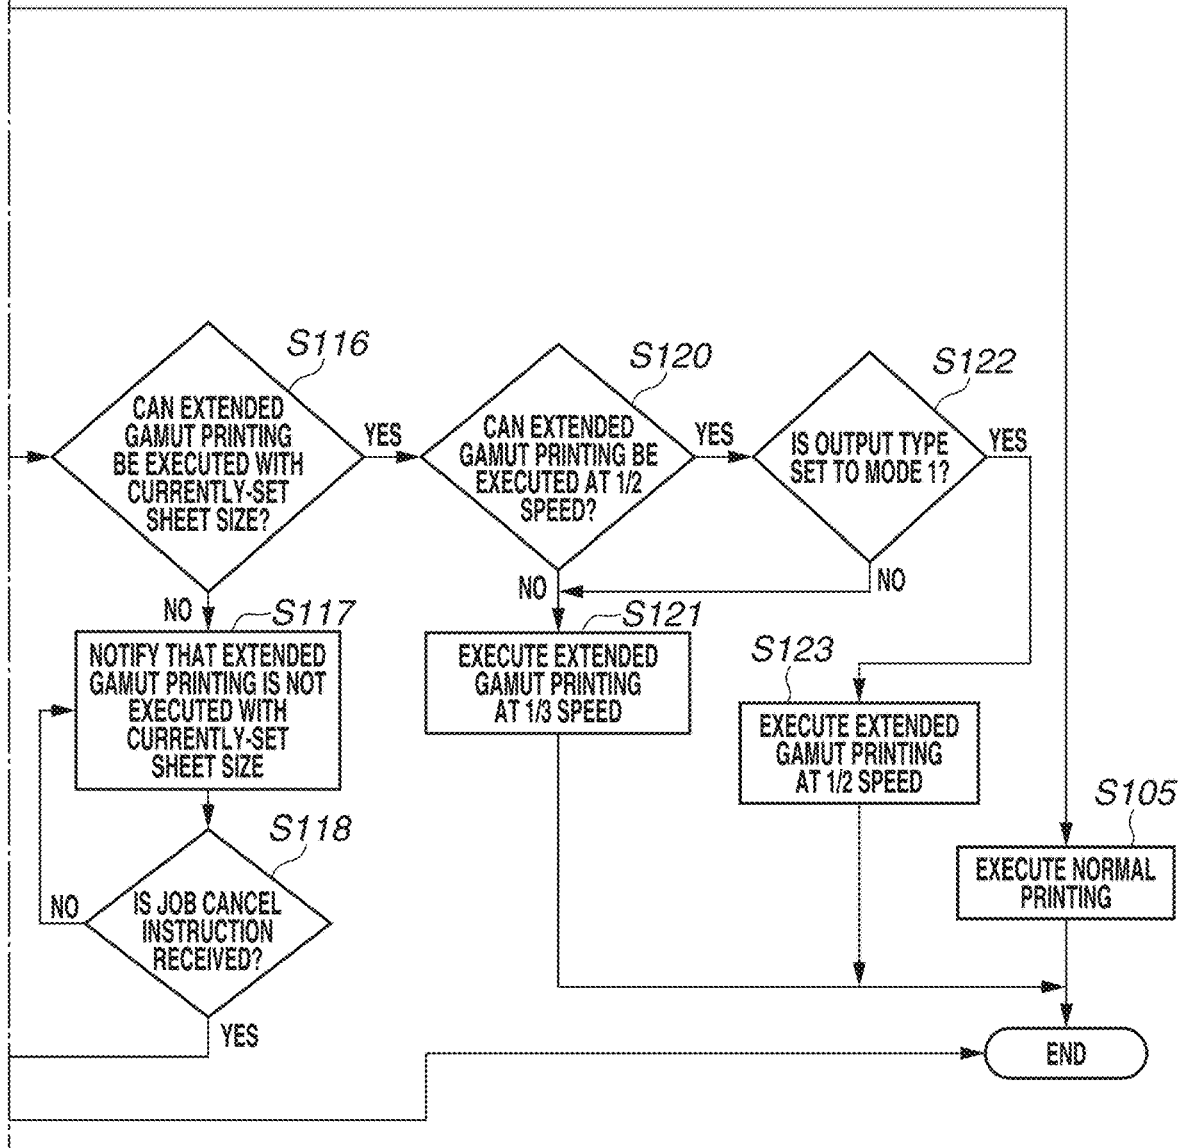 S116
CAN EXTENDED
GAMUT PRINTING
BE EXECUTED WITH
CURRENTLY-SET
SHEET SIZE?
YES
NO
S120
CAN EXTENDED
GAMUT PRINTING BE
EXECUTED AT 1/2
SPEED?
YES
NO
S122
IS OUTPUT TYPE
SET TO MODE 1?
YES
NO
S117
NOTIFY THAT EXTENDED
GAMUT PRINTING IS NOT
EXECUTED WITH
CURRENTLY-SET
SHEET SIZE
S121
EXECUTE EXTENDED
GAMUT PRINTING
AT 1/3 SPEED
S123
EXECUTE EXTENDED
GAMUT PRINTING
AT 1/2 SPEED
S105
EXECUTE NORMAL
PRINTING
S118
IS JOB CANCEL
INSTRUCTION
RECEIVED?
NO
YES
END